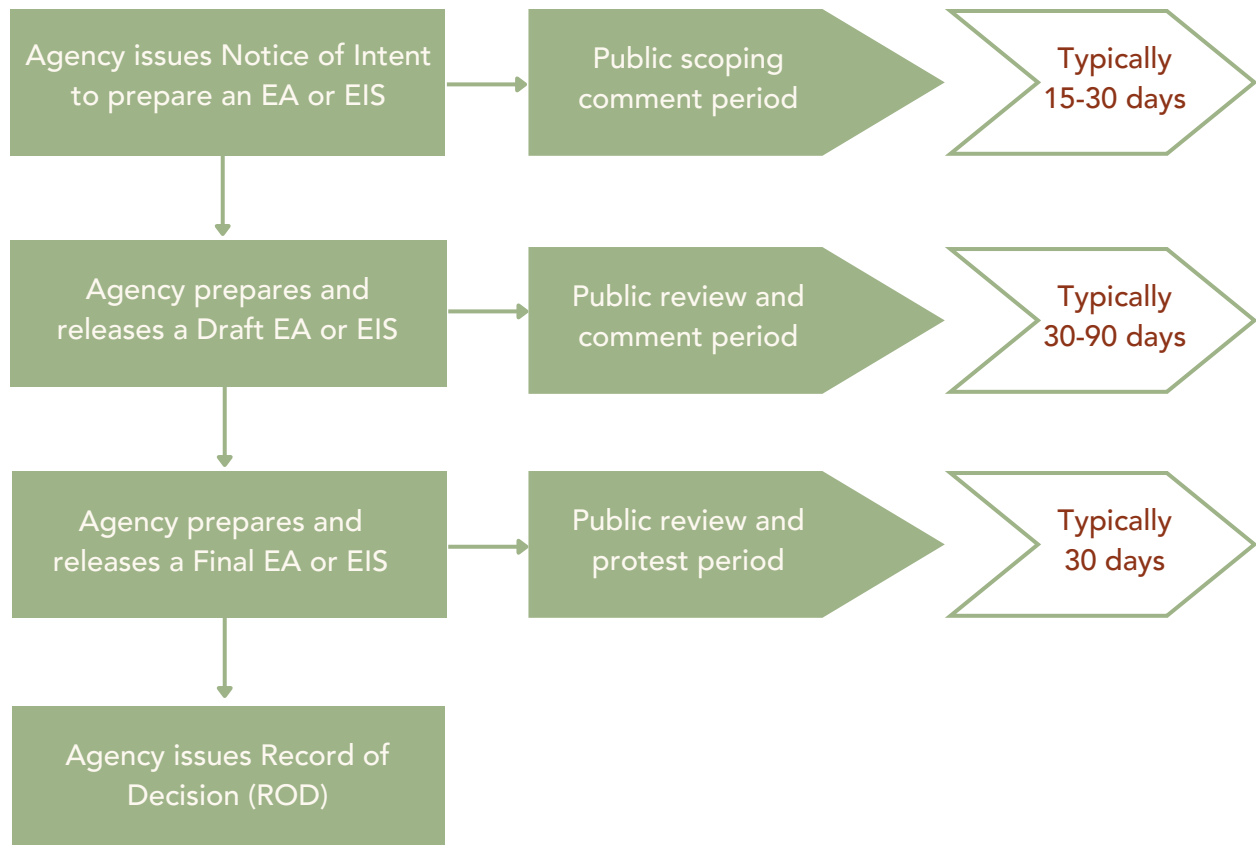 Agency issues Notice of Intent
to prepare an EA or EIS
Public scoping
comment period
Typically
15-30 days
Agency prepares and
releases a Draft EA or EIS
Public review and
comment period
Typically
30-90 days
Agency prepares and
releases a Final EA or EIS
Public review and
protest period
Typically
30 days
Agency issues Record of
Decision (ROD)